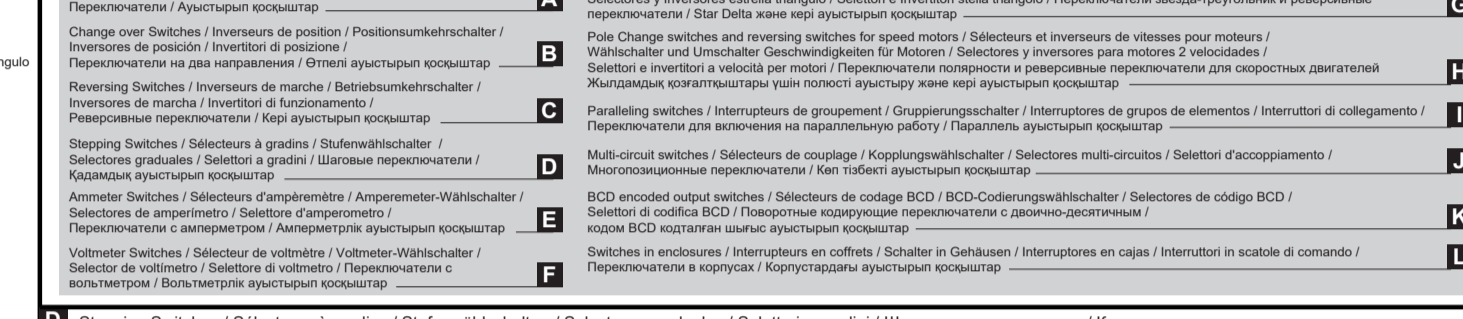 Переключатели / Ауыстырып қосқыштар
A
Change over Switches / Inverseurs de position / Positionsumkehrschalter /
Inversores de posición / Invertitori di posizione /
Переключатели на два направления / Өтпелі ауыстырып қосқыштар
B
ngulo
Reversing Switches / Inverseurs de marche / Betriebsumkehrschalter /
Inversores de marcha / Invertitori di funzionamento /
Реверсивные переключатели / Кері ауыстырып қосқыштар
C
Stepping Switches / Sélecteurs à gradins / Stufenwählschalter /
Selectores graduales / Selettori a gradini / Шаговые переключатели /
Қадамдық ауыстырып қосқыштар
D
Ammeter Switches / Sélecteurs d'ampèremètre / Amperemeter-Wählschalter /
Selectores de amperímetro / Selettore d'amperometro /
Переключатели с амперметром / Амперметрлік ауыстырып қосқыштар
E
Voltmeter Switches / Sélecteur de voltmètre / Voltmeter-Wählschalter /
Selector de voltímetro / Selettore di voltmetro / Переключатели с
вольтметром / Вольтметрлік ауыстырып қосқыштар
F
переключатели / Star Delta және кері ауыстырып қосқыштар
G
Pole Change switches and reversing switches for speed motors / Sélecteurs et inverseurs de vitesses pour moteurs /
Wählschalter und Umschalter Geschwindigkeiten für Motoren / Selectores y inversores para motores 2 velocidades /
Selettori e invertitori a velocità per motori / Переключатели полярности и реверсивные переключатели для скоростных двигателей
Жылдамдық қозғалтқыштары үшін полюсті ауыстыру және кері ауыстырып қосқыштар
H
Paralleling switches / Interrupteurs de groupement / Gruppierungsschalter / Interruptores de grupos de elementos / Interruttori di collegamento /
Переключатели для включения на параллельную работу / Параллель ауыстырып қосқыштар
I
Multi-circuit switches / Sélecteurs de couplage / Kopplungswählschalter / Selectores multi-circuitos / Selettori d'accoppiamento /
Многопозиционные переключатели / Көп тізбекті ауыстырып қосқыштар
J
BCD encoded output switches / Sélecteurs de codage BCD / BCD-Codierungswählschalter / Selectores de código BCD /
Selettori di codifica BCD / Поворотные кодирующие переключатели с двоично-десятичным /
кодом BCD кодталған шығыс ауыстырып қосқыштар
K
Switches in enclosures / Interrupteurs en coffrets / Schalter in Gehäusen / Interruptores en cajas / Interruttori in scatole di comando /
Переключатели в корпусах / Корпустардағы ауыстырып қосқыштар
L